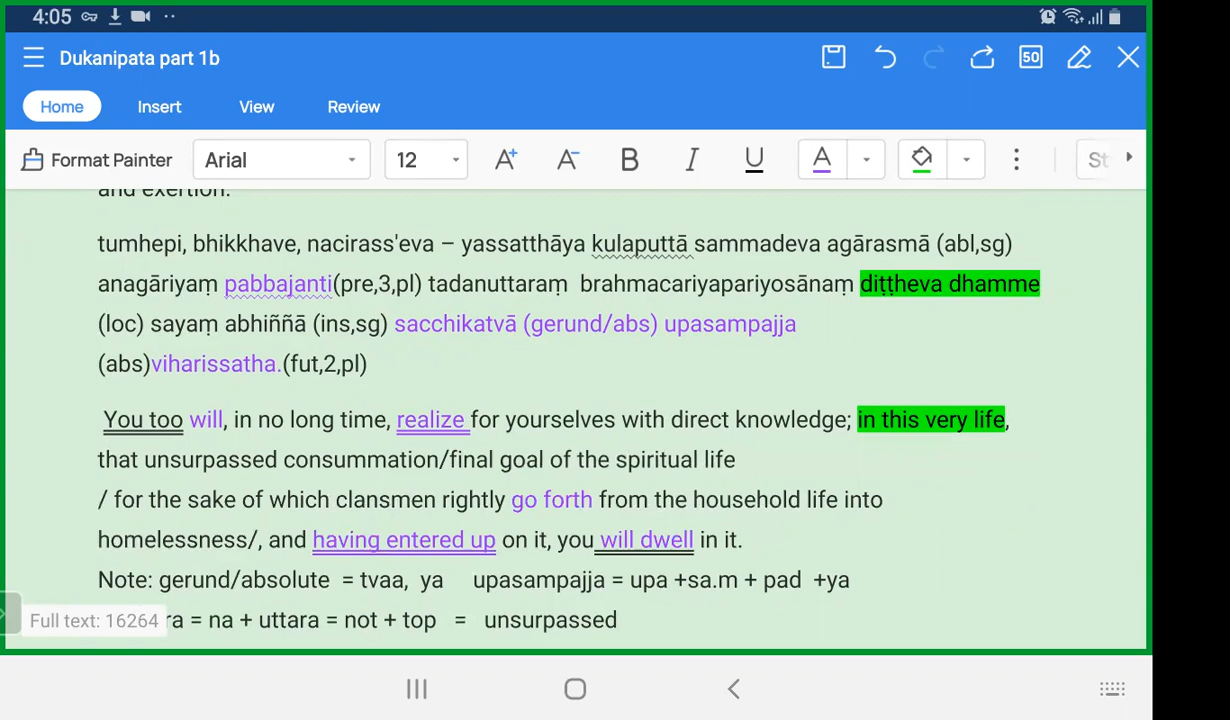 4:05
Dukanipata part 1b
50
Home Insert View Review
Format Painter Arial 12 A+ A− B I U A St
and exertion.
tumhepi, bhikkhave, nacirass'eva – yassatthāya kulaputtā sammadeva agārasmā (abl,sg)
anagāriyaṃ pabbajanti(pre,3,pl) tadanuttaraṃ brahmacariyapariyosānaṃ diṭṭheva dhamme
(loc) sayaṃ abhiññā (ins,sg) sacchikatvā (gerund/abs) upasampajja
(abs)viharissatha.(fut,2,pl)
You too will, in no long time, realize for yourselves with direct knowledge; in this very life,
that unsurpassed consummation/final goal of the spiritual life
/ for the sake of which clansmen rightly go forth from the household life into
homelessness/, and having entered up on it, you will dwell in it.
Note: gerund/absolute = tvaa, ya upasampajja = upa +sa.m + pad +ya
Full text: 16264 ra = na + uttara = not + top = unsurpassed